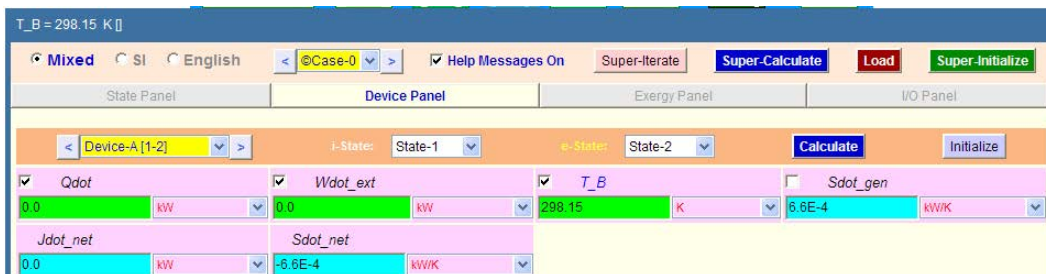 T_B = 298.15 K []
Mixed SI English < ©Case-0 > Help Messages On Super-Iterate Super-Calculate Load Super-Initialize
State Panel Device Panel Exergy Panel I/O Panel
< Device-A [1-2] > i-State: State-1 e-State: State-2 Calculate Initialize
Qdot Wdot_ext T_B Sdot_gen
0.0 kW 0.0 kW 298.15 K 6.6E-4 kW/K
Jdot_net Sdot_net
0.0 kW -6.6E-4 kW/K